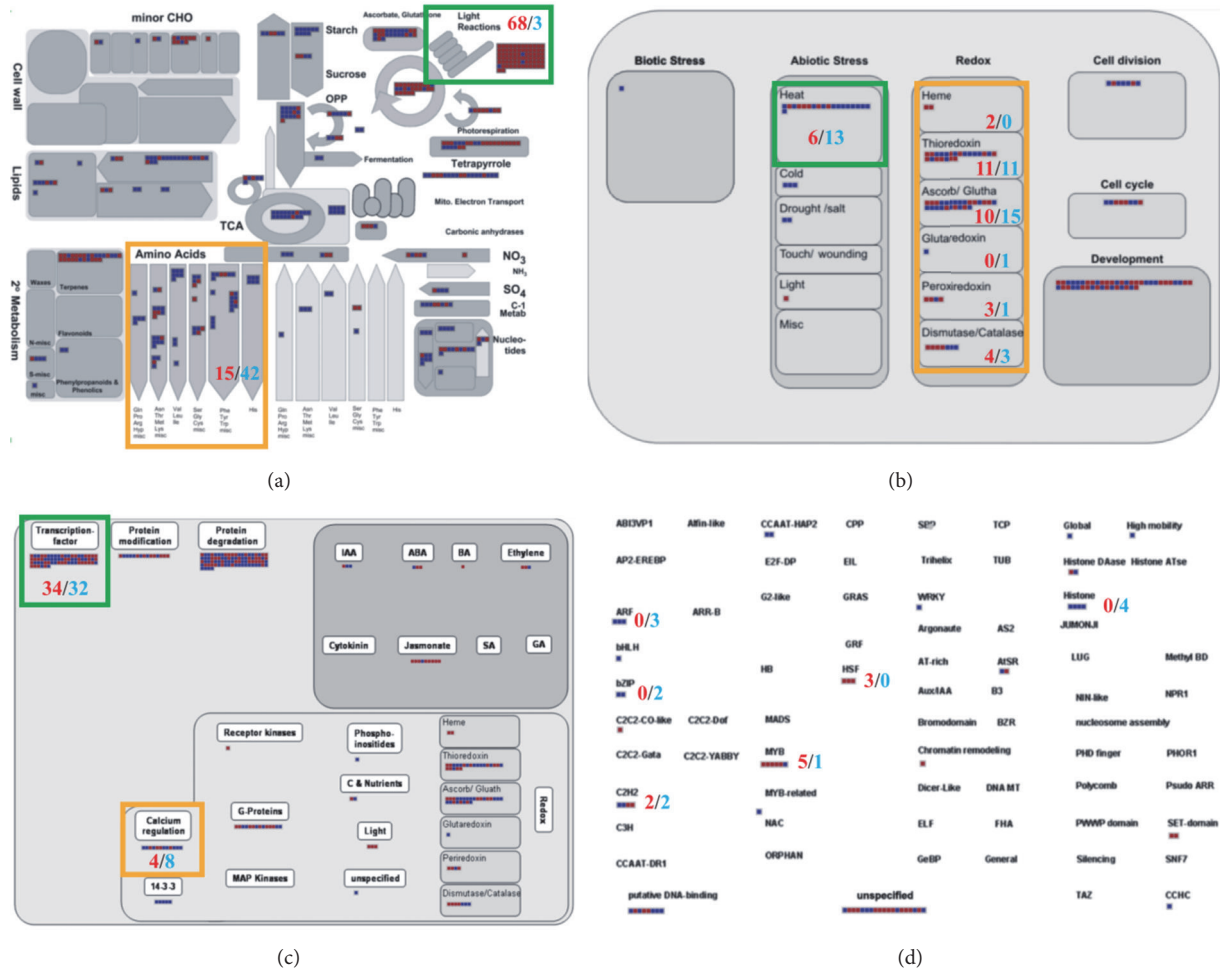 minor CHO
Cell wall
Lipids
2° Metabolism
Starch
Sucrose
OPP
TCA
Ascorbate, Glutathione
Light
Reactions
68/3
Photorespiration
Tetrapyrrole
Fermentation
Mito. Electron Transport
Carbonic anhydrases
NO3
NH3
SO4
C-1
Metab
Nucleo-
tides
Amino Acids
15/42
Waxes
Terpenes
Flavonoids
N-misc
S-misc
misc
Phenylpropanoids &
Phenolics
Gln
Pro
Arg
Hyp
misc
Asn
Thr
Met
Lys
misc
Val
Leu
Ile
Ser
Gly
Cys
misc
Phe
Tyr
Trp
misc
His
Gln
Pro
Arg
Hyp
misc
Asn
Thr
Met
Lys
misc
Val
Leu
Ile
Ser
Gly
Cys
misc
Phe
Tyr
Trp
misc
His
(a)
Biotic Stress
Abiotic Stress
Redox
Cell division
Heat
6/13
Cold
Drought /salt
Touch/ wounding
Light
Misc
Heme
2/0
Thioredoxin
11/11
Ascorb/ Glutha
10/15
Glutaredoxin
0/1
Peroxiredoxin
3/1
Dismutase/Catalase
4/3
Cell cycle
Development
(b)
Transcription-
factor
34/32
Protein
modification
Protein
degradation
IAA
ABA
BA
Ethylene
Cytokinin
Jasmonate
SA
GA
Receptor kinases
Phospho-
inositides
C & Nutrients
G-Proteins
Light
MAP Kinases
unspecified
Calcium
regulation
4/8
14-3-3
Heme
Thioredoxin
Ascorb/ Gluath
Glutaredoxin
Periredoxin
Dismutase/Catalase
Redox
(c)
ABI3VP1
Alfin-like
CCAAT-HAP2
CPP
SBP
TCP
Global
High mobility
AP2-EREBP
E2F-DP
EIL
Trihelix
TUB
Histone DAase
Histone ATse
G2-like
GRAS
WRKY
Histone
0/4
ARF
0/3
ARR-B
Argonaute
AS2
JUMONJI
bHLH
GRF
HB
HSF
3/0
AT-rich
AtSR
LUG
Methyl BD
bZIP
0/2
Aux/IAA
B3
NIN-like
NPR1
C2C2-CO-like
C2C2-Dof
MADS
Bromodomain
BZR
nucleosome assembly
C2C2-Gata
C2C2-YABBY
MYB
5/1
Chromatin remodeling
PHD finger
PHOR1
C2H2
2/2
MYB-related
Dicer-Like
DNA MT
Polycomb
Psudo ARR
C3H
NAC
ELF
FHA
PWWP domain
SET-domain
CCAAT-DR1
ORPHAN
GeBP
General
Silencing
SNF7
putative DNA-binding
unspecified
TAZ
CCHC
(d)